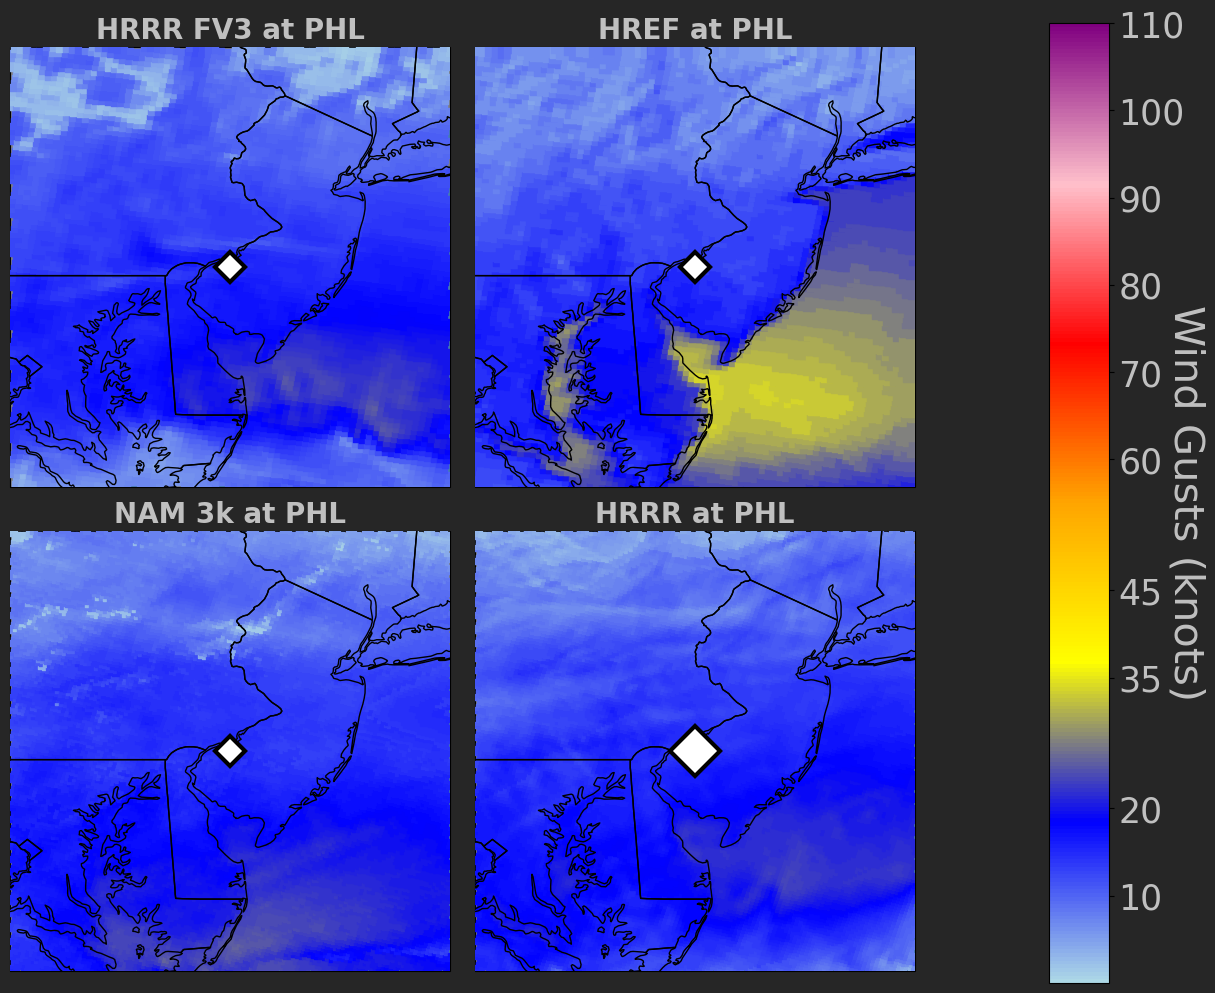 HRRR FV3 at PHL
HREF at PHL
NAM 3k at PHL
HRRR at PHL
110
100
90
80
70
60
45
35
20
10
Wind Gusts (knots)